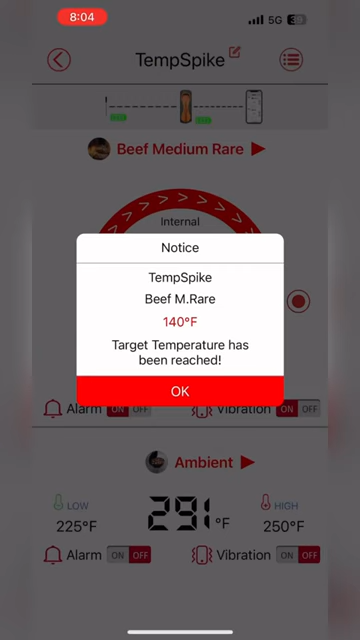 8:04
5G 39
TempSpike
Beef Medium Rare
Internal
Notice
TempSpike
Beef M.Rare
140°F
Target Temperature has
been reached!
OK
Alarm ON OFF Vibration ON OFF
Ambient
LOW HIGH
225°F 291°F 250°F
Alarm ON OFF Vibration ON OFF